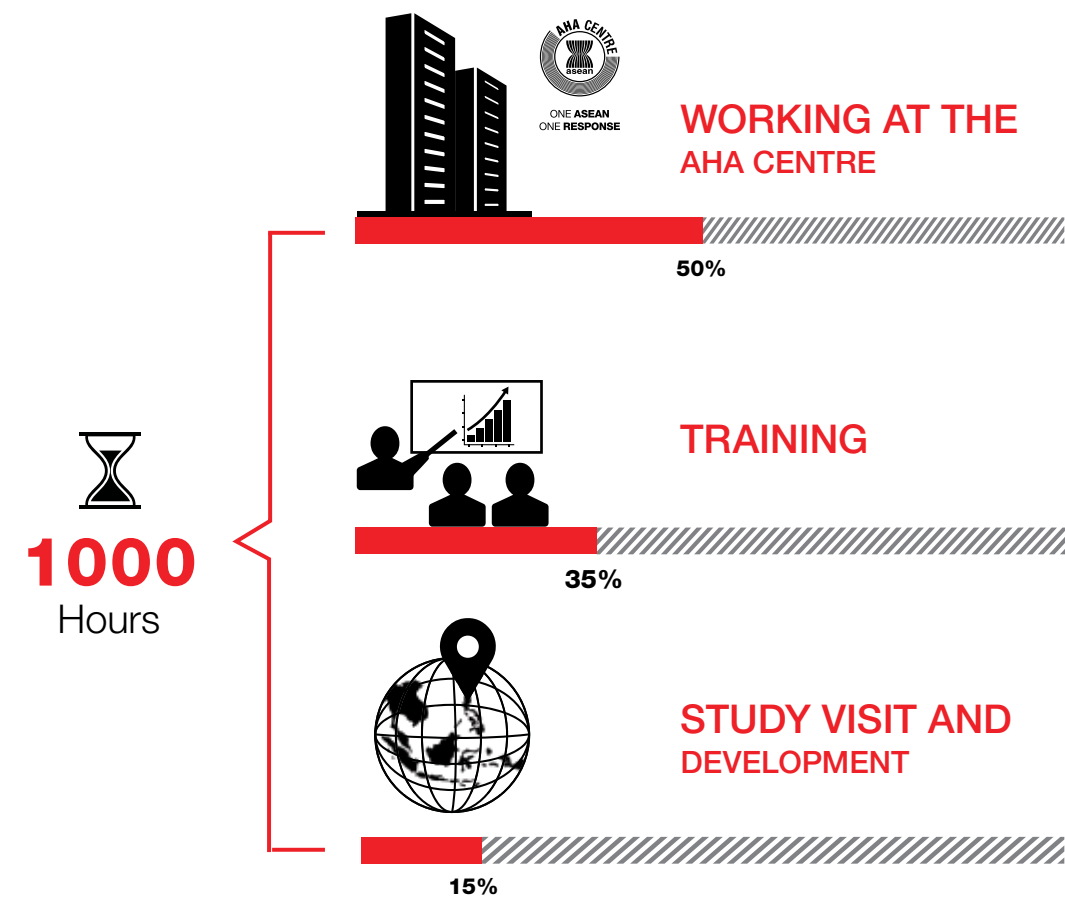 AHA CENTRE
asean
ONE ASEAN
ONE RESPONSE
WORKING AT THE
AHA CENTRE
50%
TRAINING
35%
1000
Hours
STUDY VISIT AND
DEVELOPMENT
15%